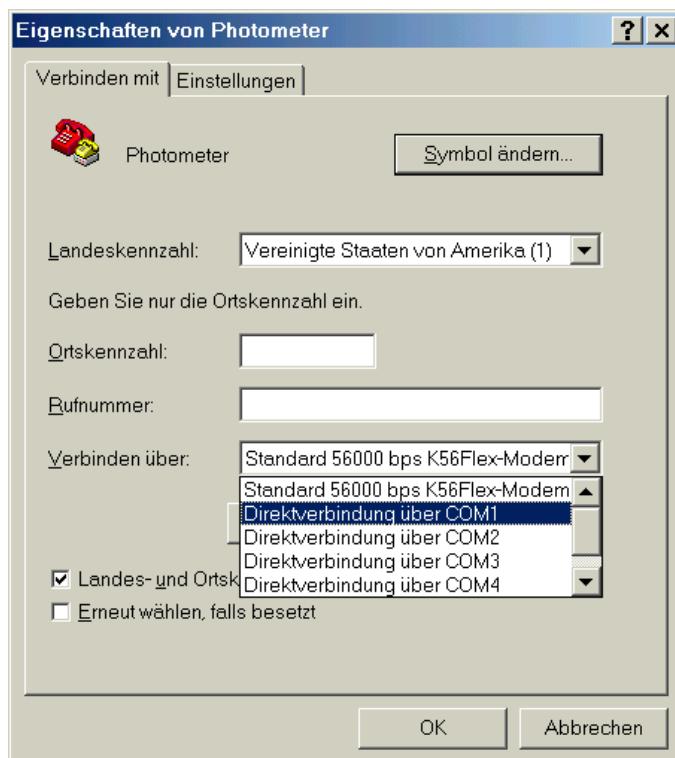 Eigenschaften von Photometer ? x
Verbinden mit Einstellungen
Photometer Symbol ändern...
Landeskennzahl: Vereinigte Staaten von Amerika (1)
Geben Sie nur die Ortskennzahl ein.
Ortskennzahl:
Rufnummer:
Verbinden über: Standard 56000 bps K56Flex-Modem
Standard 56000 bps K56Flex-Modem
Direktverbindung über COM1
Direktverbindung über COM2
Direktverbindung über COM3
Landes- und Ortsk Direktverbindung über COM4
Erneut wählen, falls besetzt
OK Abbrechen